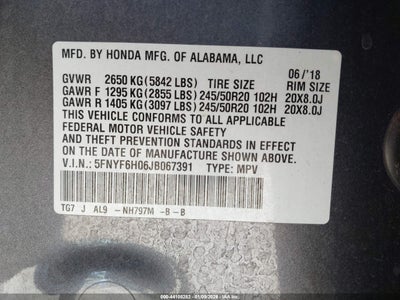 MFD. BY HONDA MFG. OF ALABAMA, LLC
06/'18
GVWR 2650 KG (5842 LBS) TIRE SIZE RIM SIZE
GAWR F 1295 KG (2855 LBS) 245/50R20 102H 20X8.0J
GAWR R 1405 KG (3097 LBS) 245/50R20 102H 20X8.0J
THIS VEHICLE CONFORMS TO ALL APPLICABLE
FEDERAL MOTOR VEHICLE SAFETY
AND THEFT PREVENTION STANDARDS IN EFFECT
ON THE DATE OF MANUFACTURE SHOWN ABOVE.
V.I.N.: 5FNYF6H06JB067391 TYPE: MPV
TG7 J AL9 -NH797M -B -B